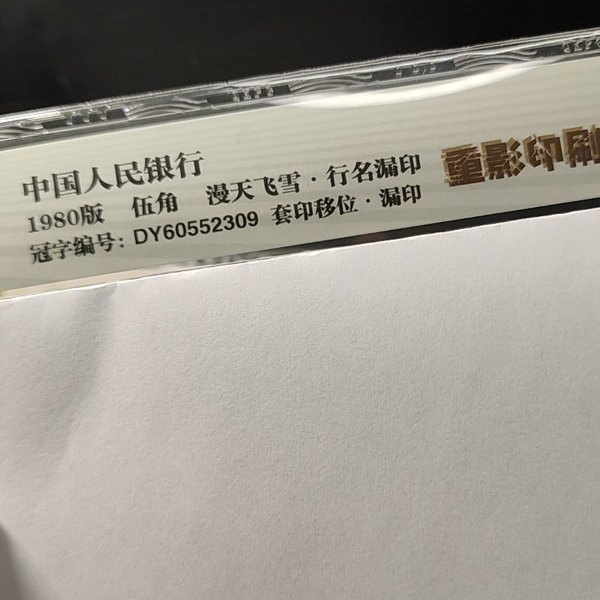 中国人民银行
1980版 伍角 漫天飞雪·行名漏印
冠字编号：DY60552309 套印移位·漏印
重影印刷